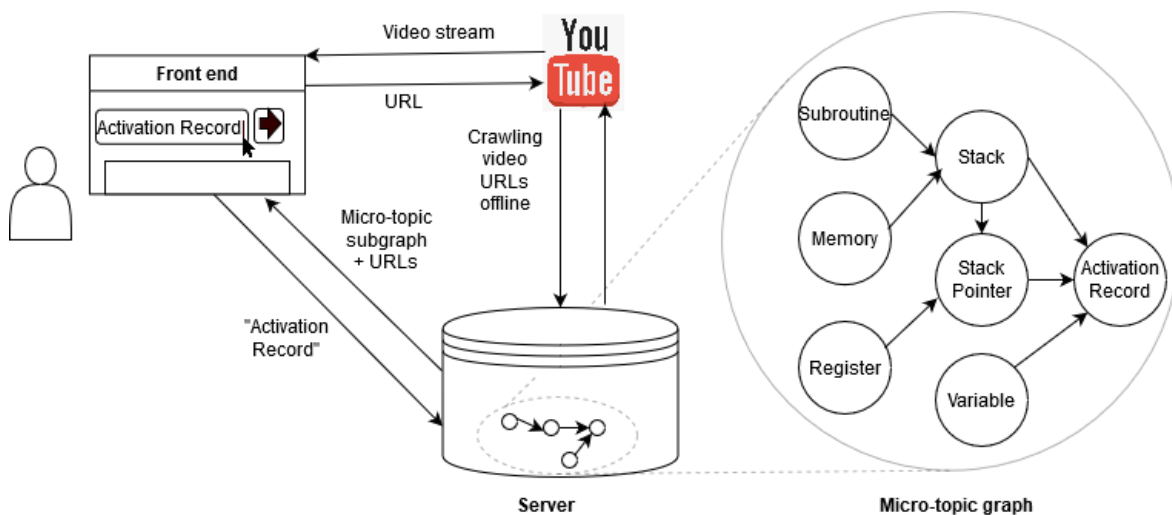 Video stream
You
Tube
Front end
URL
Activation Record
Crawling
video
URLs
offline
Micro-topic
subgraph
+ URLs
"Activation
Record"
Server
Subroutine
Stack
Memory
Stack
Pointer
Activation
Record
Register
Variable
Micro-topic graph